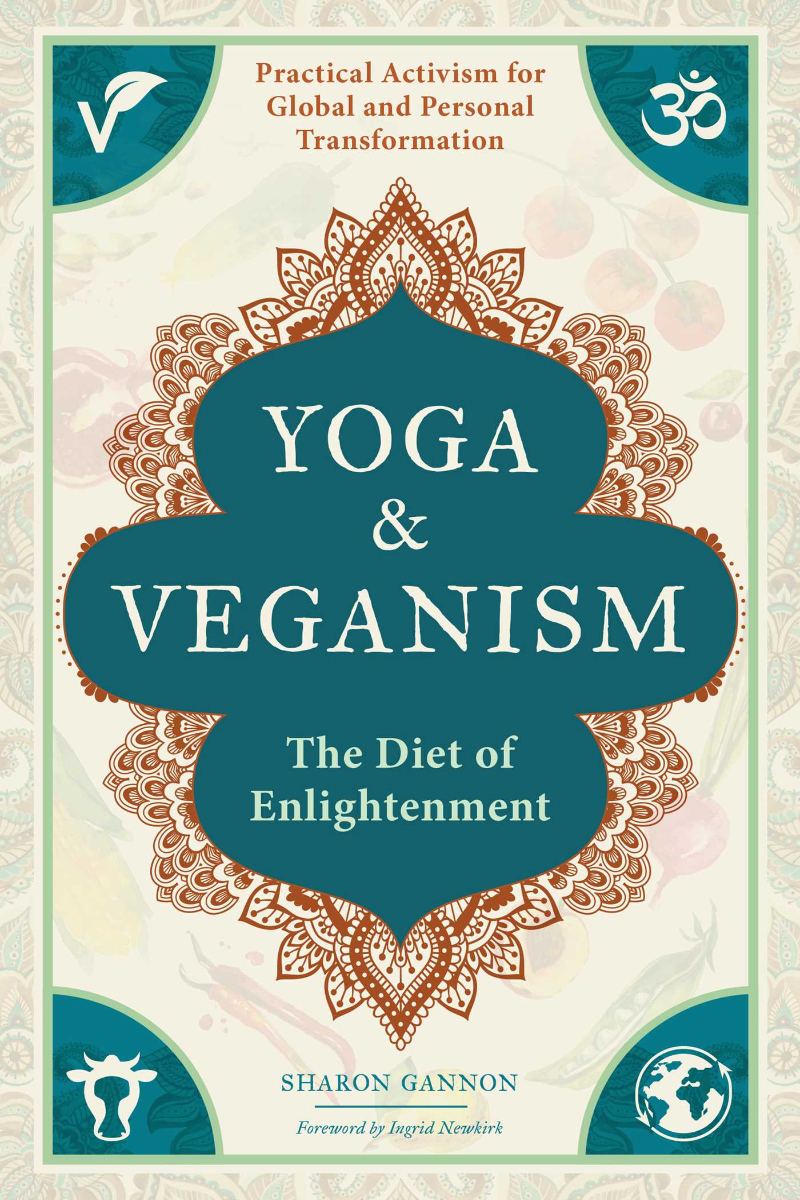 Practical Activism for
Global and Personal
Transformation
ॐ
YOGA
&
VEGANISM
The Diet of
Enlightenment
SHARON GANNON
Foreword by Ingrid Newkirk